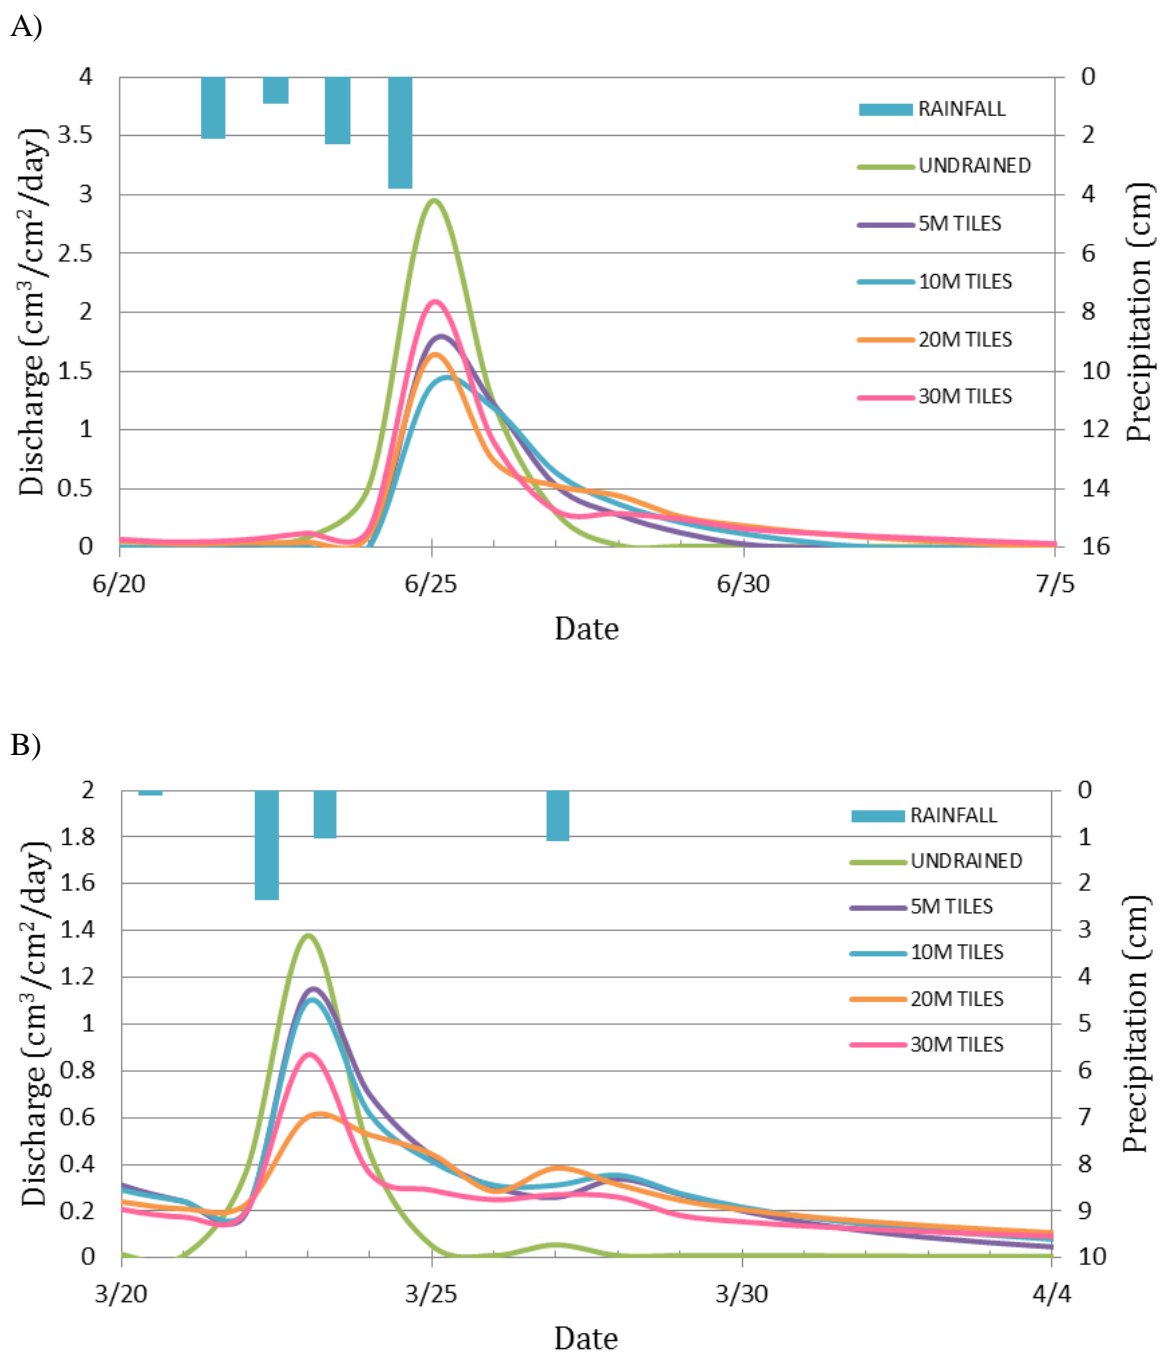 A)
4
3.5
3
2.5
2
1.5
1
0.5
0
Discharge (cm³/cm²/day)
0
2
4
6
8
10
12
14
16
Precipitation (cm)
RAINFALL
UNDRAINED
5M TILES
10M TILES
20M TILES
30M TILES
6/20 6/25 6/30 7/5
Date
B)
2
1.8
1.6
1.4
1.2
1
0.8
0.6
0.4
0.2
0
Discharge (cm³/cm²/day)
0
1
2
3
4
5
6
7
8
9
10
Precipitation (cm)
RAINFALL
UNDRAINED
5M TILES
10M TILES
20M TILES
30M TILES
3/20 3/25 3/30 4/4
Date